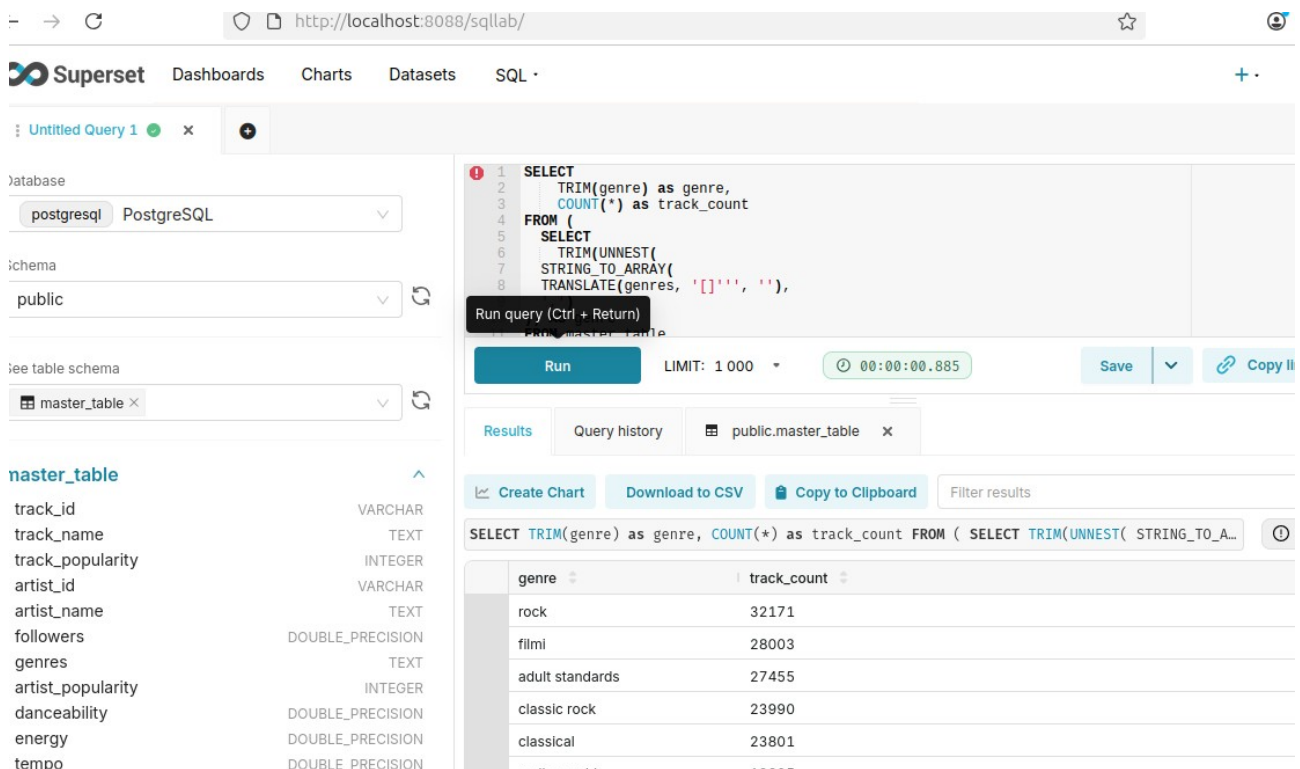 http://localhost:8088/sqllab/
Superset Dashboards Charts Datasets SQL
Untitled Query 1
Database
postgresql PostgreSQL
Schema
public
See table schema
master_table
master_table
track_id VARCHAR
track_name TEXT
track_popularity INTEGER
artist_id VARCHAR
artist_name TEXT
followers DOUBLE_PRECISION
genres TEXT
artist_popularity INTEGER
danceability DOUBLE_PRECISION
energy DOUBLE_PRECISION
tempo DOUBLE_PRECISION
1 SELECT
2 TRIM(genre) as genre,
3 COUNT(*) as track_count
4 FROM (
5 SELECT
6 TRIM(UNNEST(
7 STRING_TO_ARRAY(
8 TRANSLATE(genres, '[]''', ''),
Run query (Ctrl + Return)
FROM master_table
Run LIMIT: 1 000 00:00:00.885 Save Copy li
Results Query history public.master_table
Create Chart Download to CSV Copy to Clipboard Filter results
SELECT TRIM(genre) as genre, COUNT(*) as track_count FROM ( SELECT TRIM(UNNEST( STRING_TO_A…
genre track_count
rock 32171
filmi 28003
adult standards 27455
classic rock 23990
classical 23801